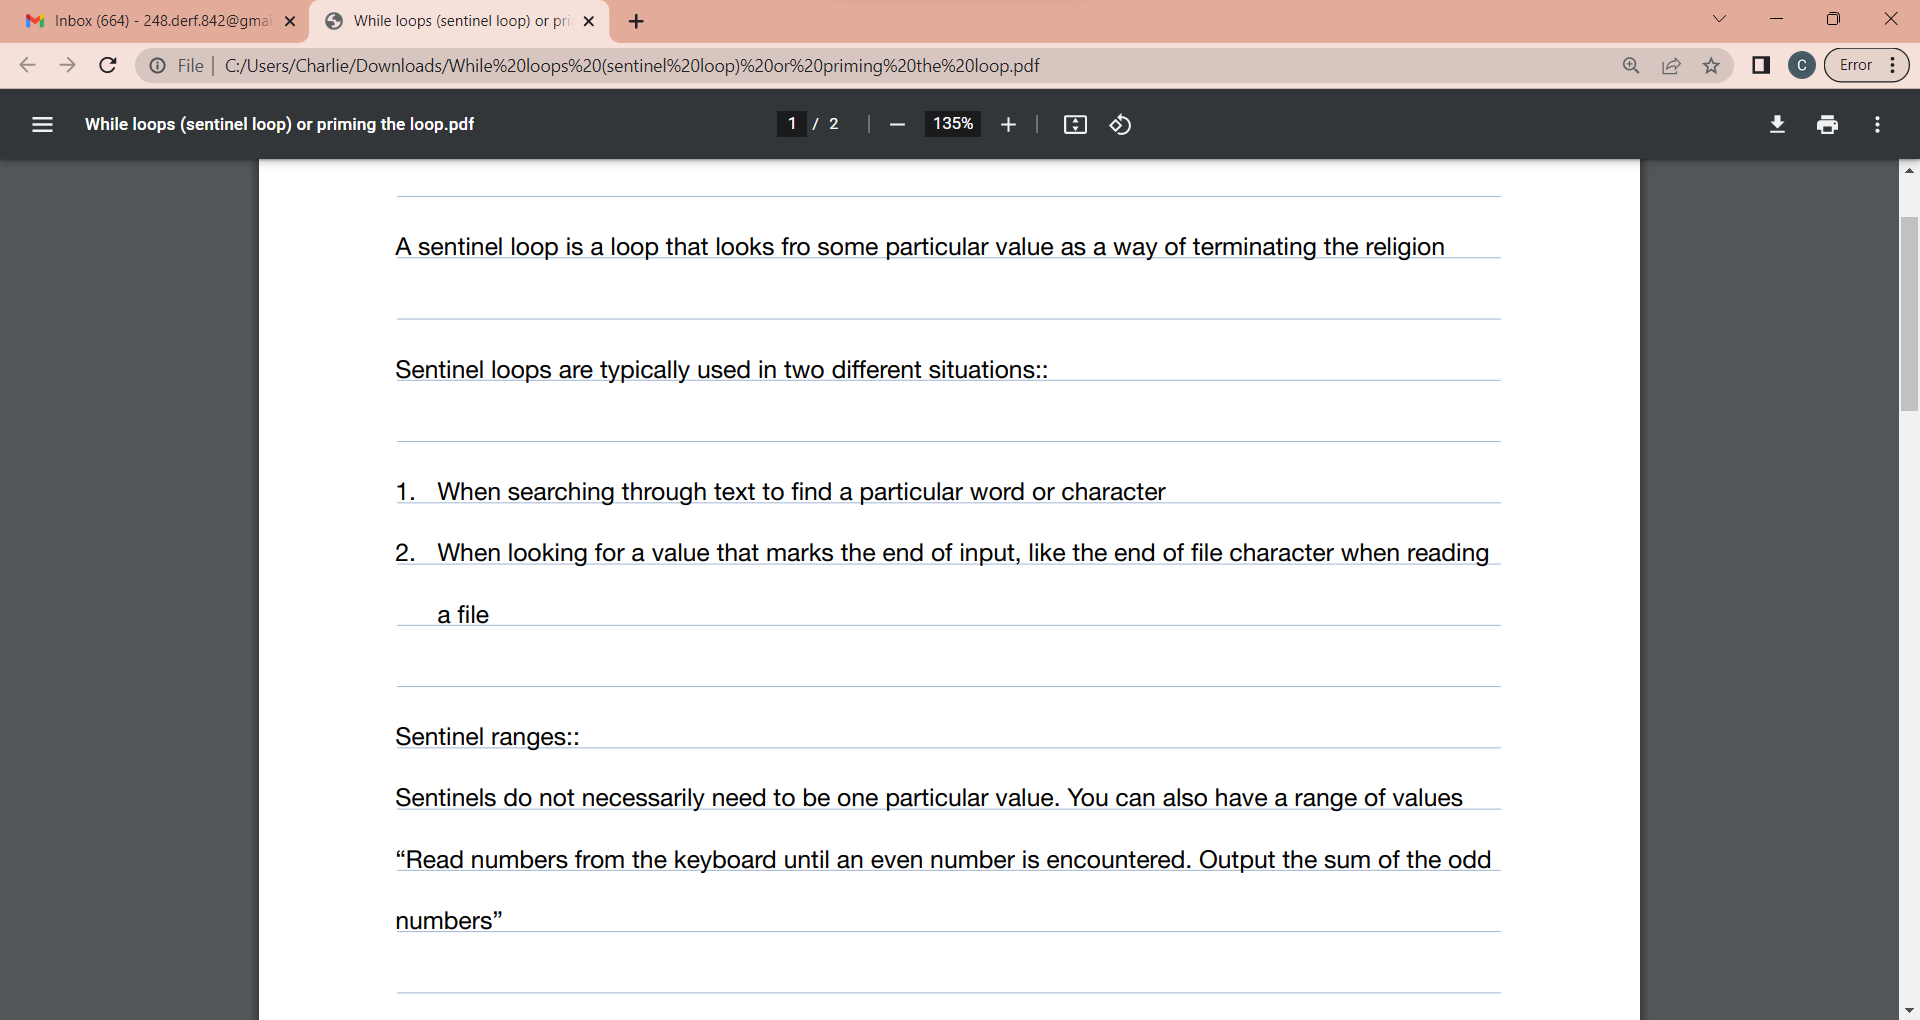 Inbox (664) - 248.derf.842@gmai
While loops (sentinel loop) or pri
File | C:/Users/Charlie/Downloads/While%20loops%20(sentinel%20loop)%20or%20priming%20the%20loop.pdf
C
Error
While loops (sentinel loop) or priming the loop.pdf
1 / 2
135%
A sentinel loop is a loop that looks fro some particular value as a way of terminating the religion
Sentinel loops are typically used in two different situations::
1. When searching through text to find a particular word or character
2. When looking for a value that marks the end of input, like the end of file character when reading
a file
Sentinel ranges::
Sentinels do not necessarily need to be one particular value. You can also have a range of values
“Read numbers from the keyboard until an even number is encountered. Output the sum of the odd
numbers”